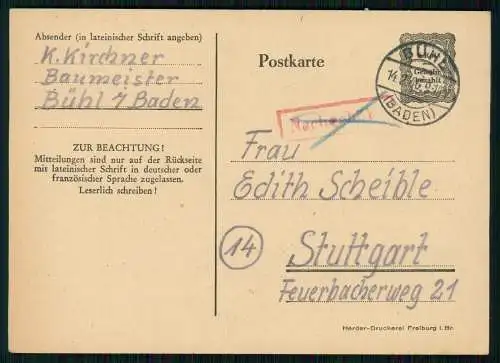 Absender (in lateinischer Schrift angeben)
K. Kirchner
Baumeister
Bühl / Baden
ZUR BEACHTUNG!
Mitteilungen sind nur auf der Rückseite
mit lateinischer Schrift in deutscher oder
französischer Sprache zugelassen.
Leserlich schreiben!
Postkarte
BÜHL
Gebühr
bezahlt
(BADEN)
Frau
Edith Scheible
14
Stuttgart
Feuerbacherweg 21
Herder-Druckerei Freiburg i. Br.